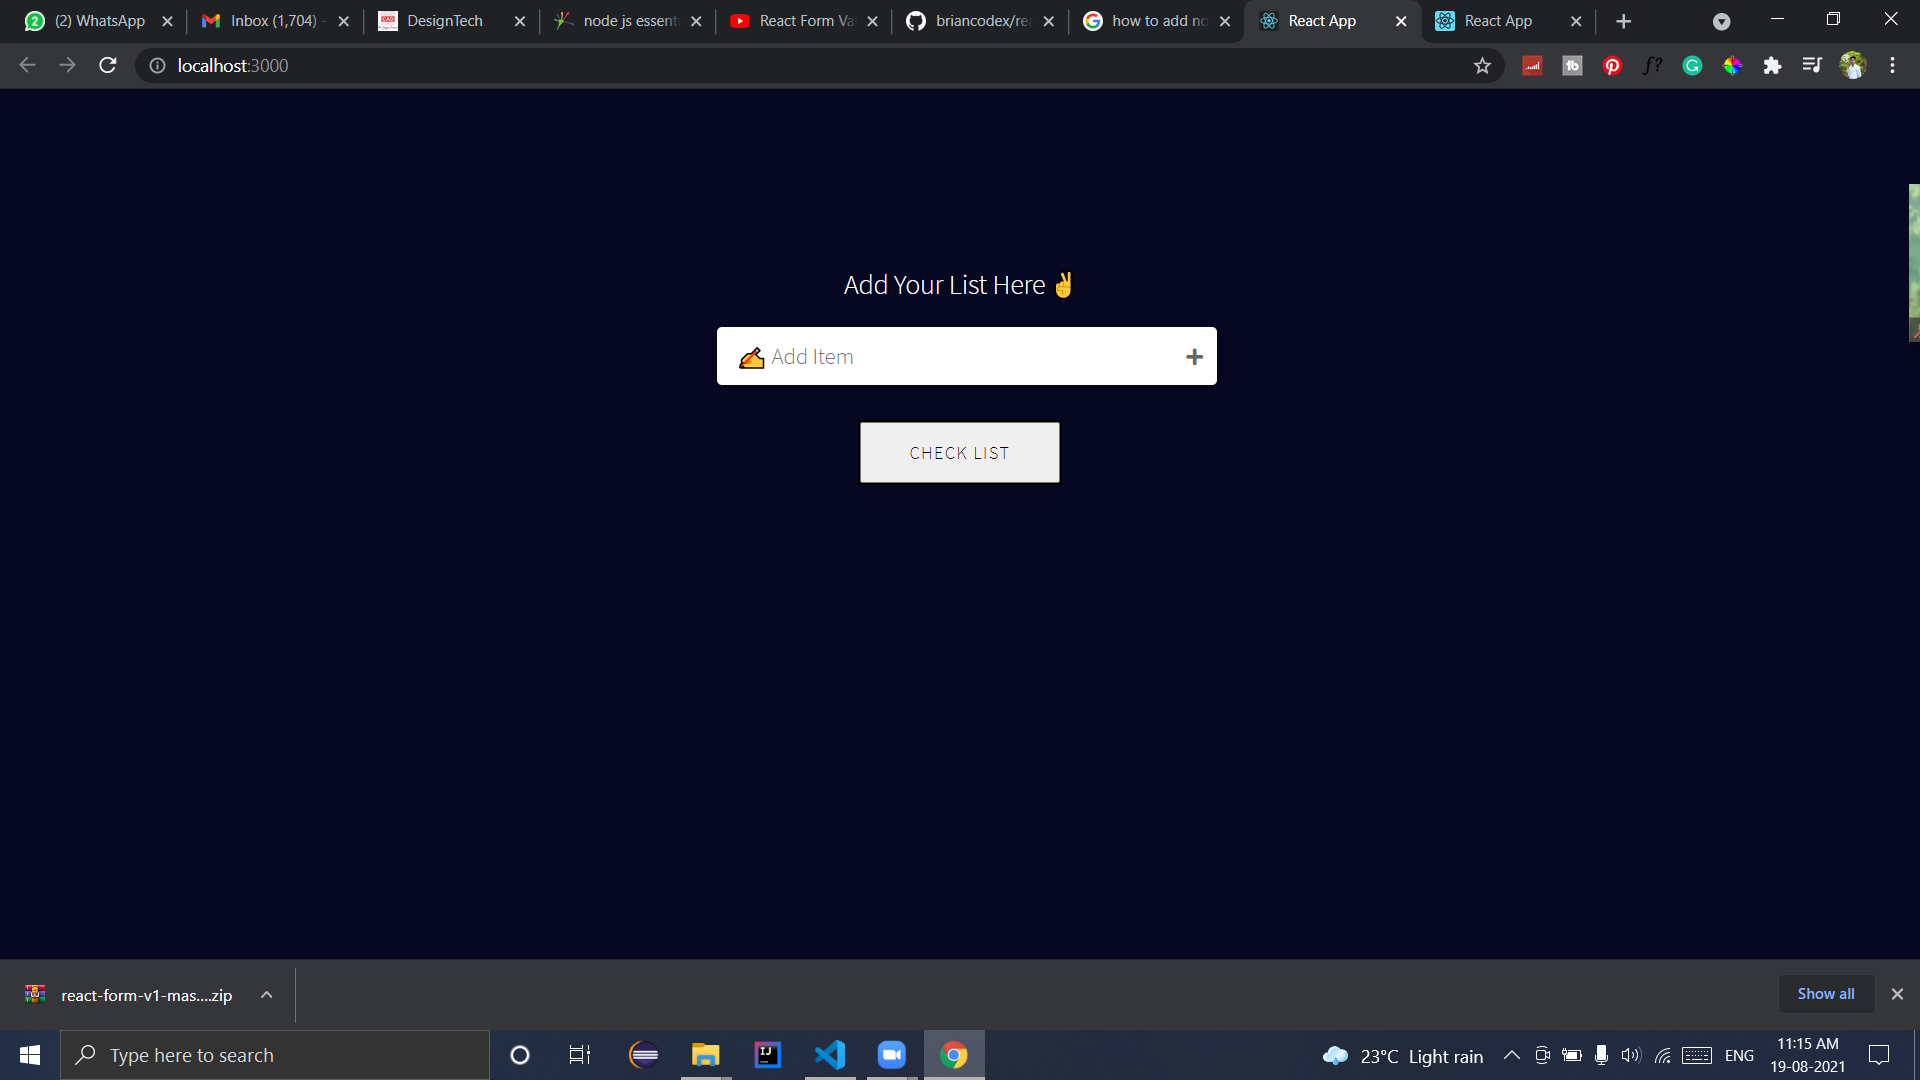 (2) WhatsApp
Inbox (1,704) -
DesignTech
node js essenti
React Form Va
briancodex/rea
how to add no
React App
React App
localhost:3000
Add Your List Here ✌
✍ Add Item
CHECK LIST
react-form-v1-mas....zip
Show all
Type here to search
23°C Light rain
ENG
11:15 AM
19-08-2021